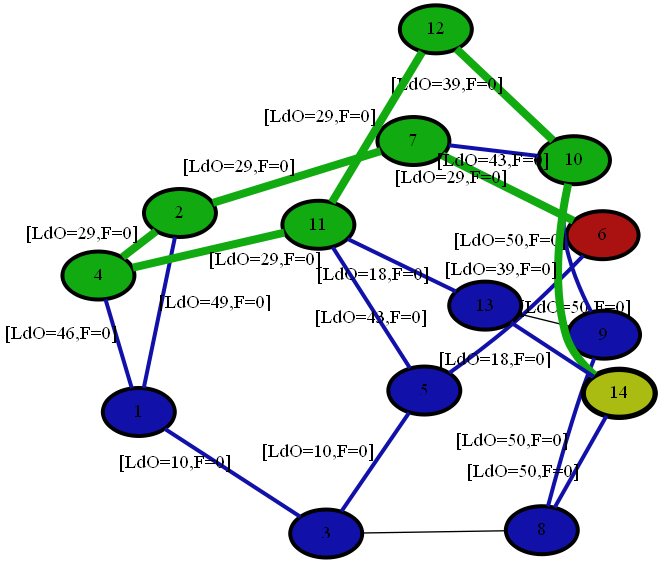 12
[LdO=39,F=0]
[LdO=29,F=0]
7
[LdO=43,F=0]
10
[LdO=29,F=0]
[LdO=29,F=0]
2
11
[LdO=29,F=0]
6
[LdO=50,F=0]
[LdO=29,F=0]
4
[LdO=18,F=0]
[LdO=39,F=0]
[LdO=49,F=0]
13
[LdO=50,F=0]
[LdO=43,F=0]
[LdO=46,F=0]
9
[LdO=18,F=0]
5
14
1
[LdO=50,F=0]
[LdO=10,F=0]
[LdO=10,F=0]
[LdO=50,F=0]
3
8